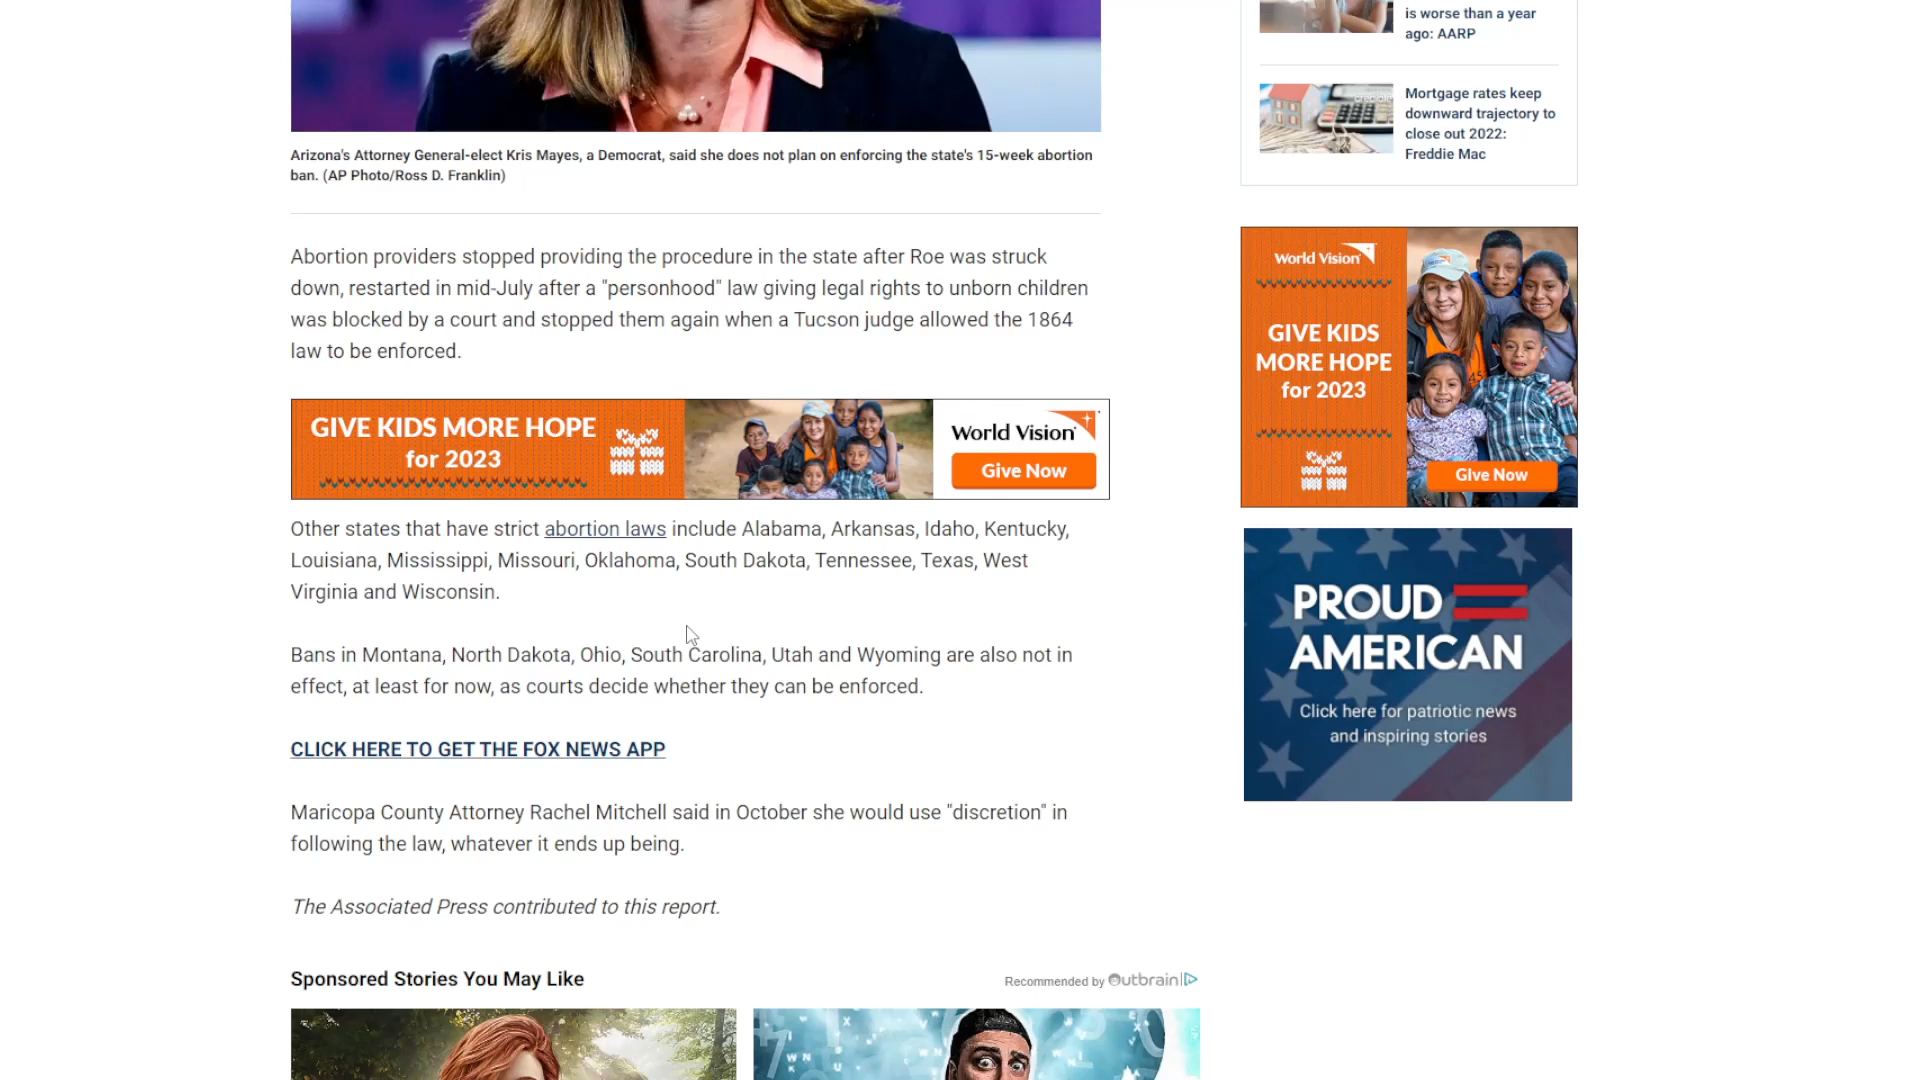 is worse than a year
ago: AARP
Mortgage rates keep
downward trajectory to
close out 2022:
Freddie Mac
Arizona's Attorney General-elect Kris Mayes, a Democrat, said she does not plan on enforcing the state's 15-week abortion
ban. (AP Photo/Ross D. Franklin)
Abortion providers stopped providing the procedure in the state after Roe was struck
down, restarted in mid-July after a "personhood" law giving legal rights to unborn children
was blocked by a court and stopped them again when a Tucson judge allowed the 1864
law to be enforced.
GIVE KIDS MORE HOPE
for 2023
World Vision
Give Now
Other states that have strict abortion laws include Alabama, Arkansas, Idaho, Kentucky,
Louisiana, Mississippi, Missouri, Oklahoma, South Dakota, Tennessee, Texas, West
Virginia and Wisconsin.
Bans in Montana, North Dakota, Ohio, South Carolina, Utah and Wyoming are also not in
effect, at least for now, as courts decide whether they can be enforced.
CLICK HERE TO GET THE FOX NEWS APP
Maricopa County Attorney Rachel Mitchell said in October she would use "discretion" in
following the law, whatever it ends up being.
The Associated Press contributed to this report.
Sponsored Stories You May Like
Recommended by Outbrain
World Vision
GIVE KIDS
MORE HOPE
for 2023
Give Now
PROUD
AMERICAN
Click here for patriotic news
and inspiring stories